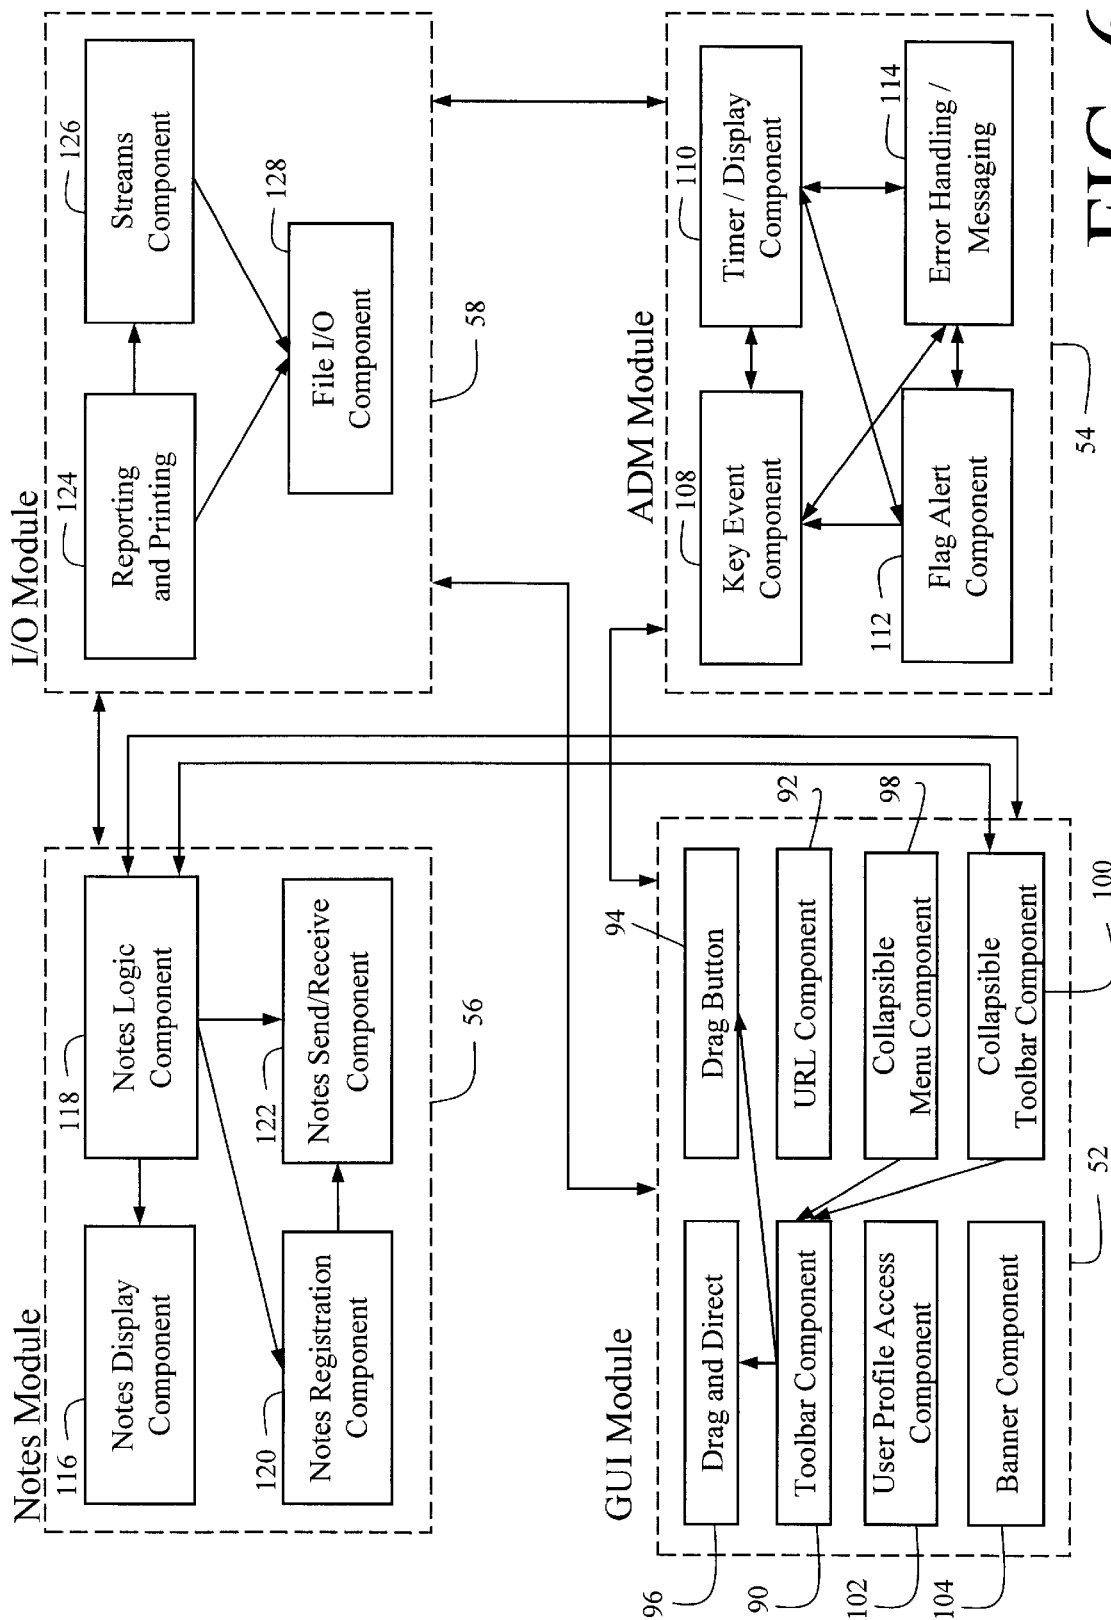 Notes Module
116
Notes Display
Component
118
Notes Logic
Component
120
Notes Registration
Component
122
Notes Send/Receive
Component
56
I/O Module
124
Reporting
and Printing
126
Streams
Component
128
File I/O
Component
58
GUI Module
96
Drag and Direct
94
Drag Button
90
Toolbar Component
92
URL Component
102
User Profile Access
Component
98
Collapsible
Menu Component
104
Banner Component
Collapsible
Toolbar Component
100
52
ADM Module
108
Key Event
Component
110
Timer / Display
Component
112
Flag Alert
Component
114
Error Handling /
Messaging
54